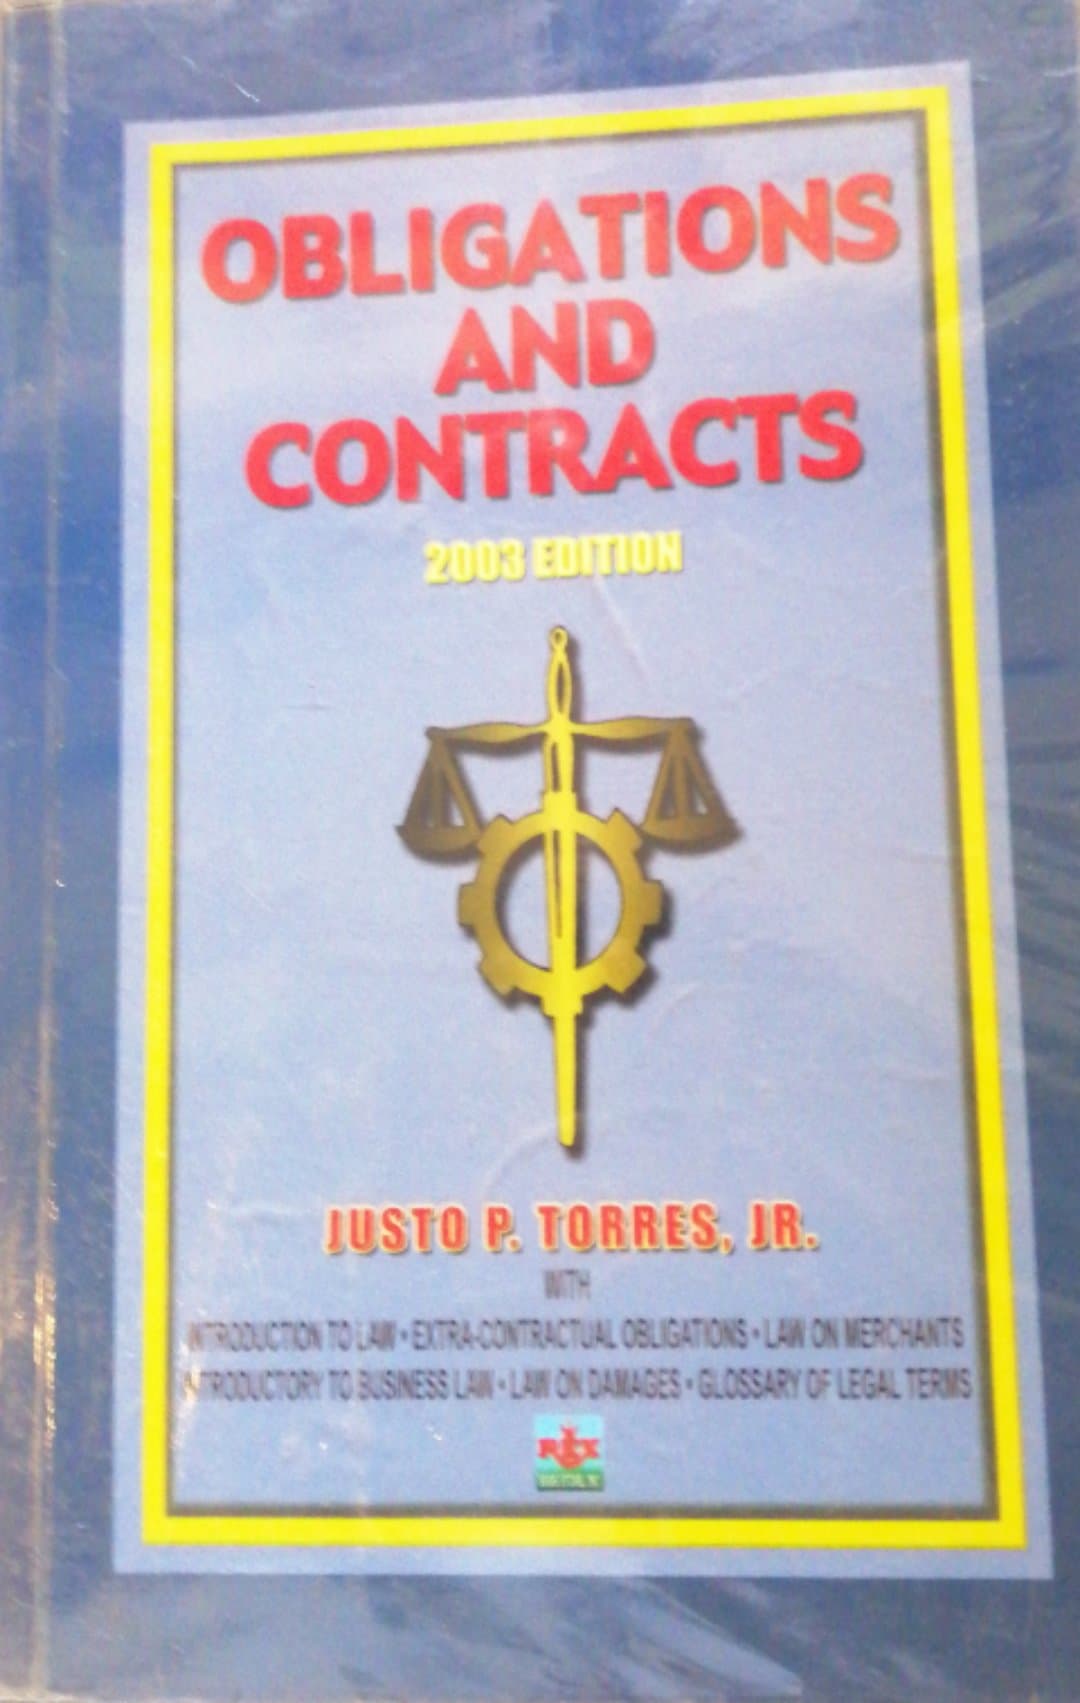 OBLIGATIONS
AND
CONTRACTS
2003 EDITION
JUSTO P. TORRES, JR.
WITH
INTRODUCTION TO LAW • EXTRA-CONTRACTUAL OBLIGATIONS • LAW ON MERCHANTS
INTRODUCTORY TO BUSINESS LAW • LAW ON DAMAGES • GLOSSARY OF LEGAL TERMS
REX